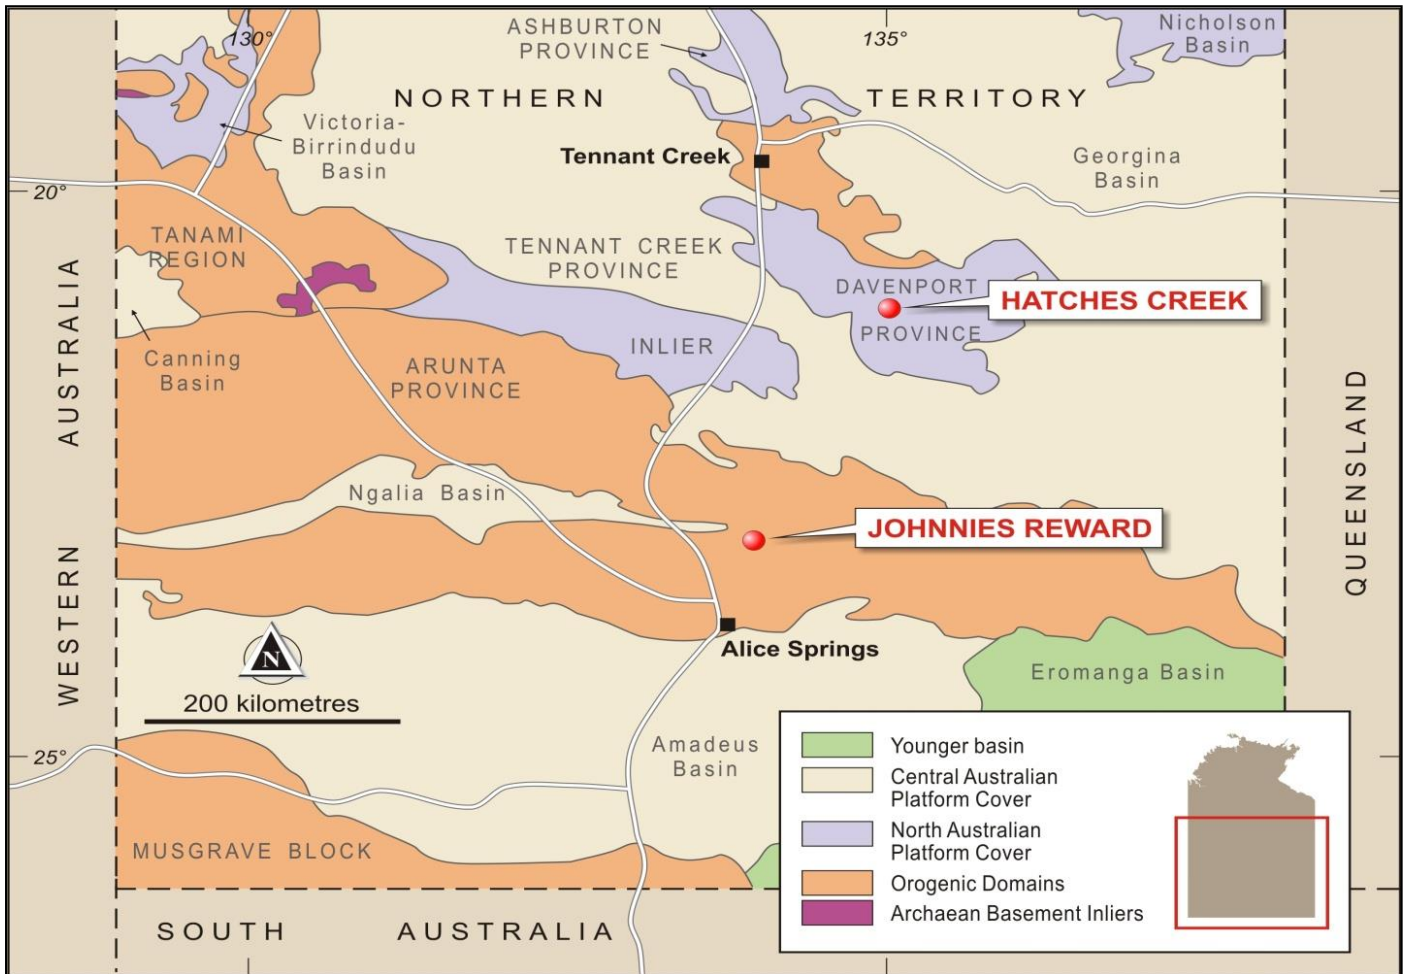 130°
ASHBURTON
PROVINCE
135°
Nicholson
Basin
NORTHERN TERRITORY
Victoria-
Birrindudu
Basin
Tennant Creek
Georgina
Basin
20°
TANAMI
REGION
TENNANT CREEK
PROVINCE
DAVENPORT
PROVINCE
HATCHES CREEK
INLIER
Canning
Basin
ARUNTA
PROVINCE
WESTERN AUSTRALIA
QUEENSLAND
Ngalia Basin
JOHNNIES REWARD
Alice Springs
N
200 kilometres
Eromanga Basin
Amadeus
Basin
25°
MUSGRAVE BLOCK
SOUTH AUSTRALIA
Younger basin
Central Australian
Platform Cover
North Australian
Platform Cover
Orogenic Domains
Archaean Basement Inliers